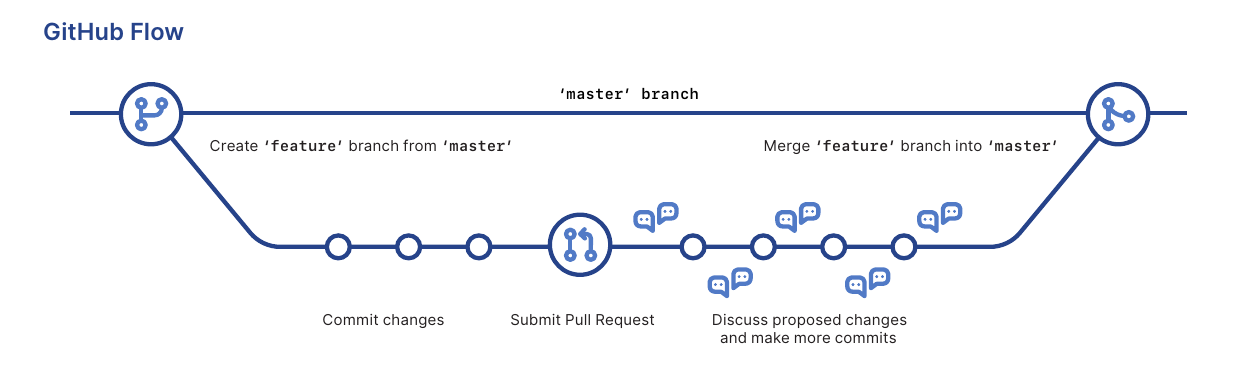 GitHub Flow
‘master’ branch
Create ‘feature’ branch from ‘master’
Merge ‘feature’ branch into ‘master’
Commit changes
Submit Pull Request
Discuss proposed changes
and make more commits